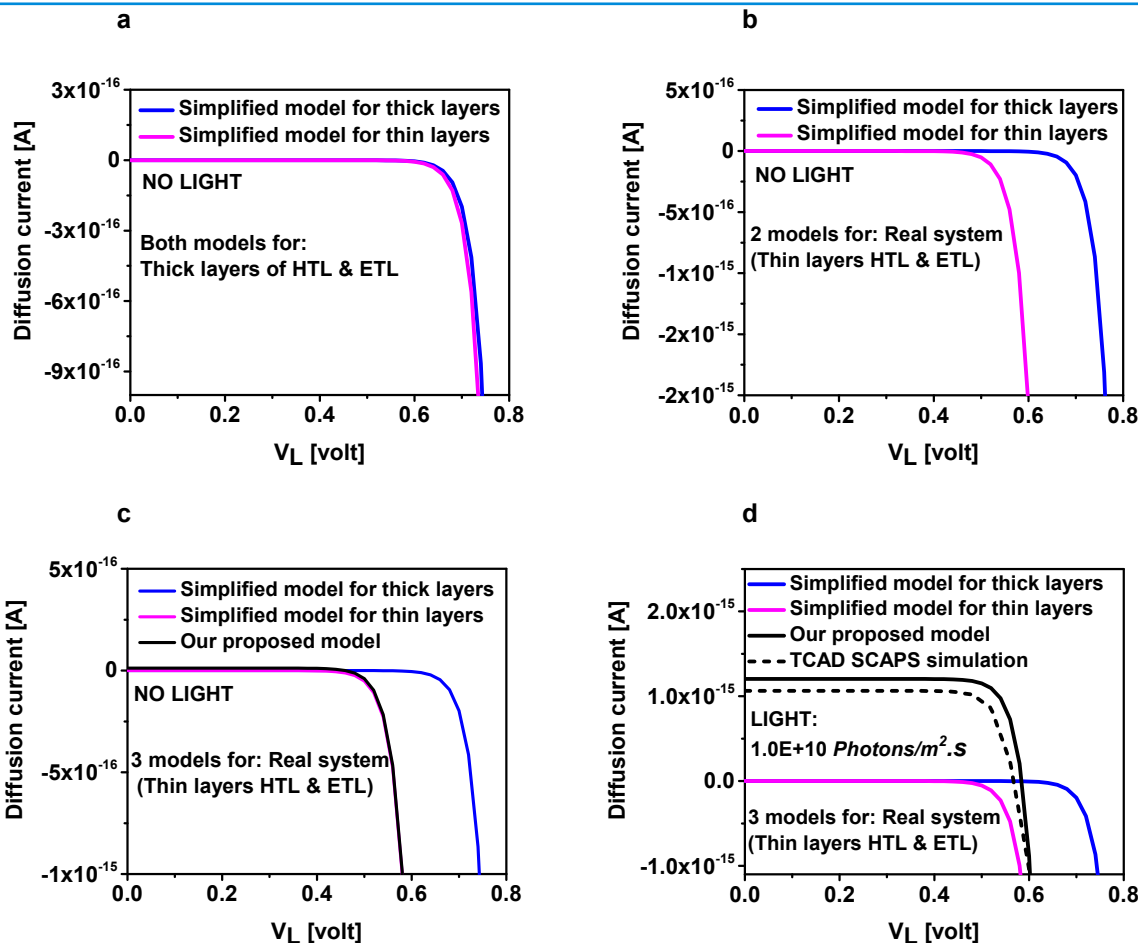 a
3x10⁻¹⁶
0
-3x10⁻¹⁶
-6x10⁻¹⁶
-9x10⁻¹⁶
Diffusion current [A]
Simplified model for thick layers
Simplified model for thin layers
NO LIGHT
Both models for:
Thick layers of HTL & ETL
0.0 0.2 0.4 0.6 0.8
V_L [volt]
b
5x10⁻¹⁶
0
-5x10⁻¹⁶
-1x10⁻¹⁵
-2x10⁻¹⁵
-2x10⁻¹⁵
Diffusion current [A]
Simplified model for thick layers
Simplified model for thin layers
NO LIGHT
2 models for: Real system
(Thin layers HTL & ETL)
0.0 0.2 0.4 0.6 0.8
V_L [volt]
c
5x10⁻¹⁶
0
-5x10⁻¹⁶
-1x10⁻¹⁵
Diffusion current [A]
Simplified model for thick layers
Simplified model for thin layers
Our proposed model
NO LIGHT
3 models for: Real system
(Thin layers HTL & ETL)
0.0 0.2 0.4 0.6 0.8
V_L [volt]
d
2.0x10⁻¹⁵
1.0x10⁻¹⁵
0.0
-1.0x10⁻¹⁵
Diffusion current [A]
Simplified model for thick layers
Simplified model for thin layers
Our proposed model
TCAD SCAPS simulation
LIGHT:
1.0E+10 Photons/m².s
3 models for: Real system
(Thin layers HTL & ETL)
0.0 0.2 0.4 0.6 0.8
V_L [volt]